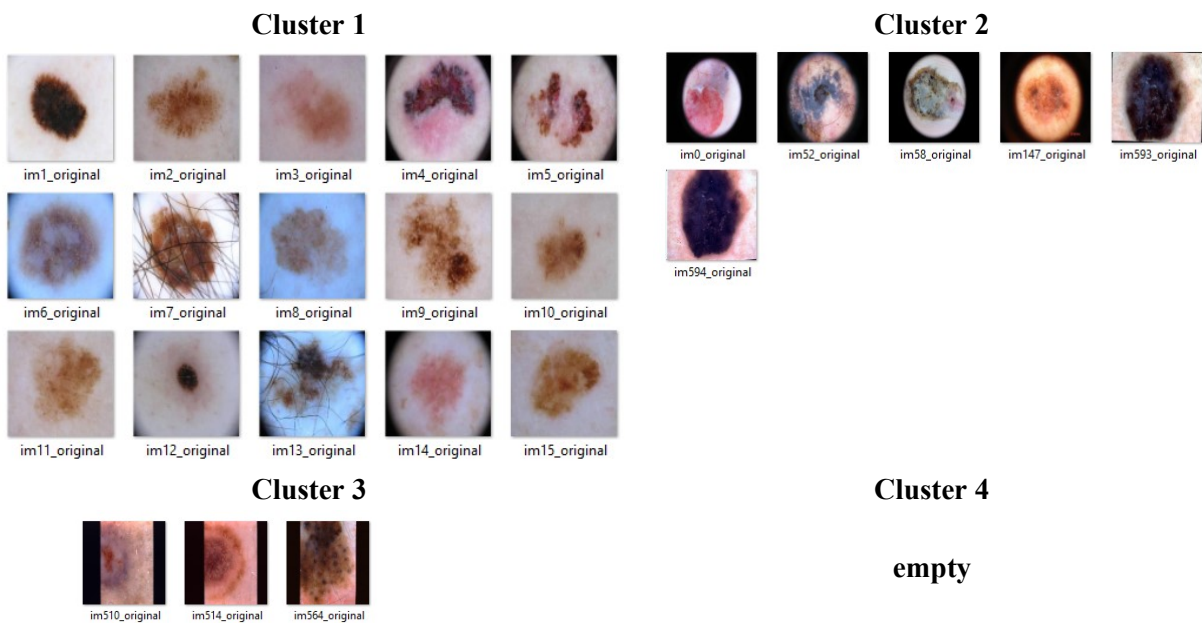 Cluster 1
im1_original im2_original im3_original im4_original im5_original
im6_original im7_original im8_original im9_original im10_original
im11_original im12_original im13_original im14_original im15_original
Cluster 2
im0_original im52_original im58_original im147_original im593_original
im594_original
Cluster 3
im510_original im514_original im564_original
Cluster 4
empty